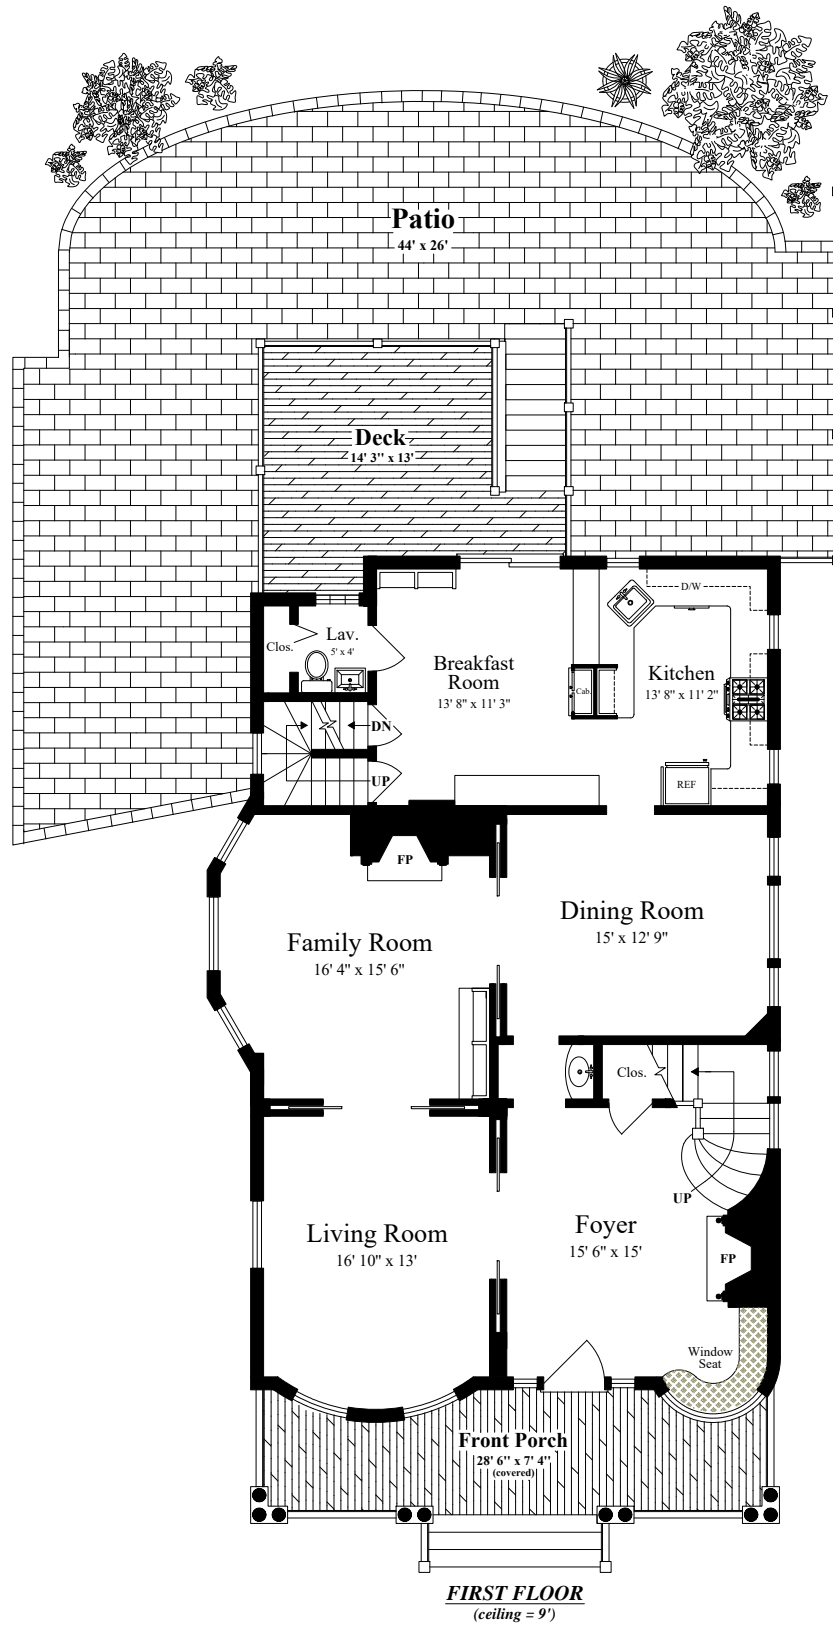 Patio
44' x 26'
Deck
14' 3" x 13'
D/W
Lav.
5' x 4'
Clos.
Breakfast
Room
13' 8" x 11' 3"
Kitchen
13' 8" x 11' 2"
Cab.
DN
UP
REF
FP
Dining Room
15' x 12' 9"
Family Room
16' 4" x 15' 6"
Clos.
UP
Living Room
16' 10" x 13'
Foyer
15' 6" x 15'
FP
Window
Seat
Front Porch
28' 6" x 7' 4"
(covered)
FIRST FLOOR
(ceiling = 9')